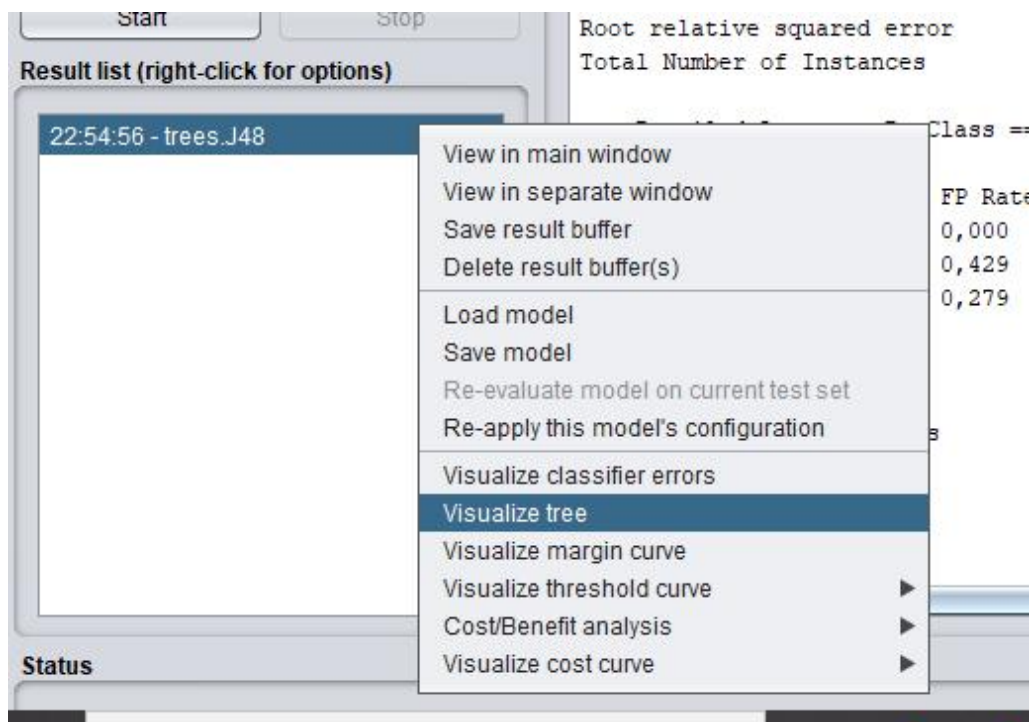 Start
Stop
Result list (right-click for options)
22:54:56 - trees.J48
View in main window
View in separate window
Save result buffer
Delete result buffer(s)
Load model
Save model
Re-evaluate model on current test set
Re-apply this model's configuration
Visualize classifier errors
Visualize tree
Visualize margin curve
Visualize threshold curve
Cost/Benefit analysis
Visualize cost curve
Status
Root relative squared error
Total Number of Instances
Class ==
FP Rate
0,000
0,429
0,279